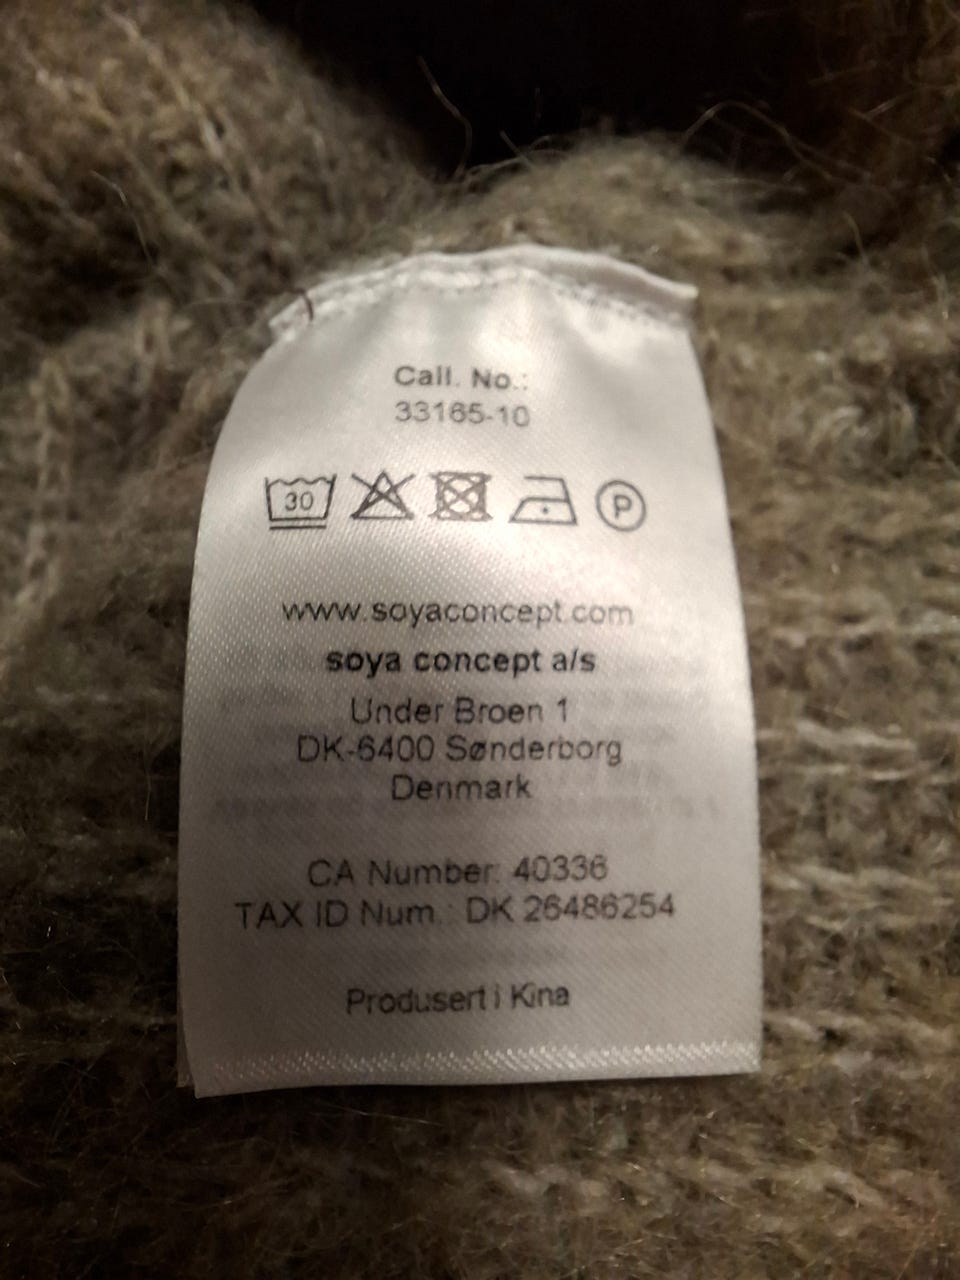 Call. No.:
33165-10
30 P
www.soyaconcept.com
soya concept a/s
Under Broen 1
DK-6400 Sønderborg
Denmark
CA Number: 40336
TAX ID Num.: DK 26486254
Produsert i Kina